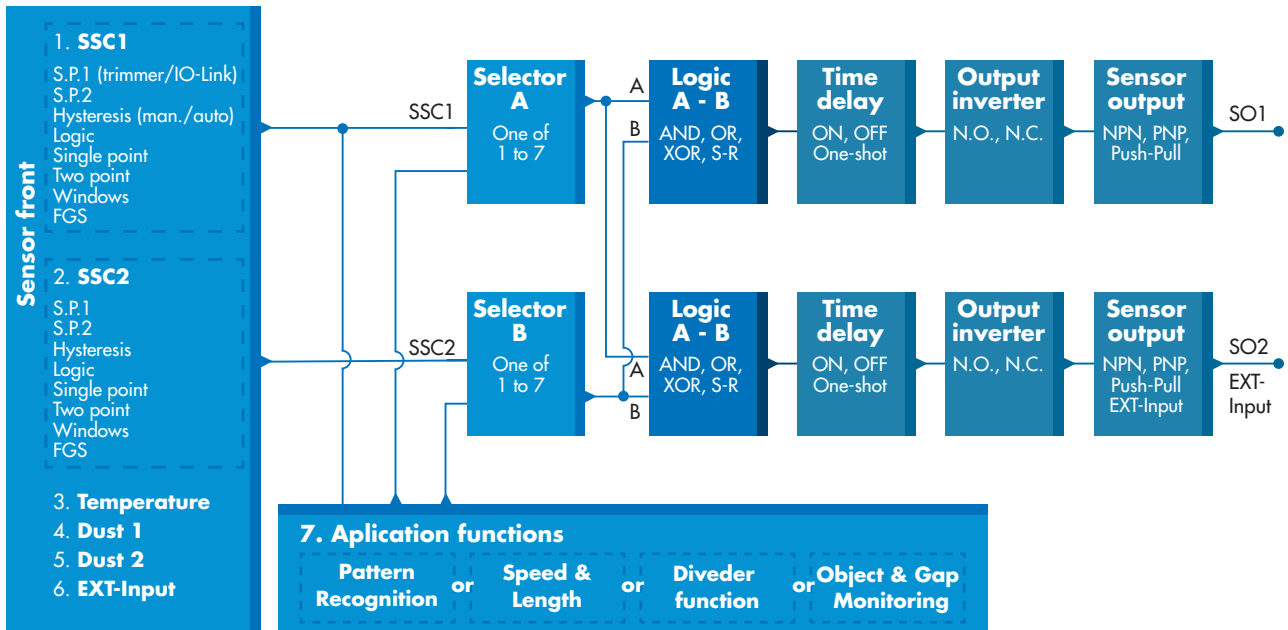 Sensor front
1. SSC1
S.P.1 (trimmer/IO-Link)
S.P.2
Hysteresis (man./auto)
Logic
Single point
Two point
Windows
FGS
2. SSC2
S.P.1
S.P.2
Hysteresis
Logic
Single point
Two point
Windows
FGS
3. Temperature
4. Dust 1
5. Dust 2
6. EXT-Input
SSC1
Selector
A
One of
1 to 7
A
B
Logic
A - B
AND, OR,
XOR, S-R
Time
delay
ON, OFF
One-shot
Output
inverter
N.O., N.C.
Sensor
output
NPN, PNP,
Push-Pull
SO1
SSC2
Selector
B
One of
1 to 7
A
B
Logic
A - B
AND, OR,
XOR, S-R
Time
delay
ON, OFF
One-shot
Output
inverter
N.O., N.C.
Sensor
output
NPN, PNP,
Push-Pull
EXT-Input
SO2
EXT-
Input
7. Aplication functions
Pattern
Recognition
or
Speed &
Length
or
Diveder
function
or
Object & Gap
Monitoring